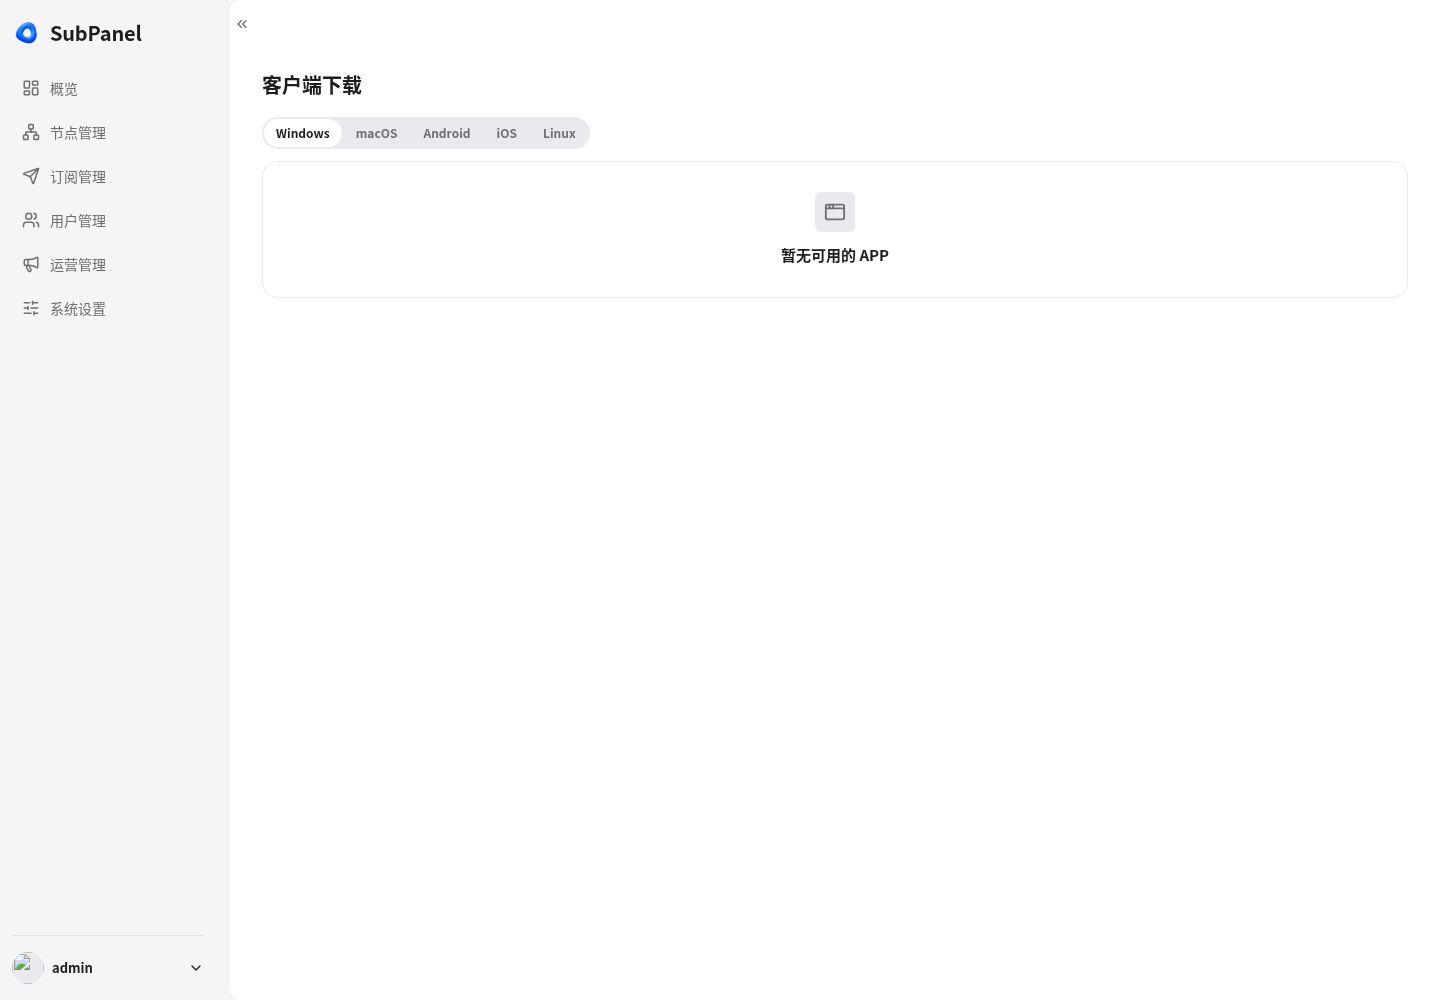 SubPanel
概览
节点管理
订阅管理
用户管理
运营管理
系统设置
admin
客户端下载
Windows macOS Android iOS Linux
暂无可用的 APP